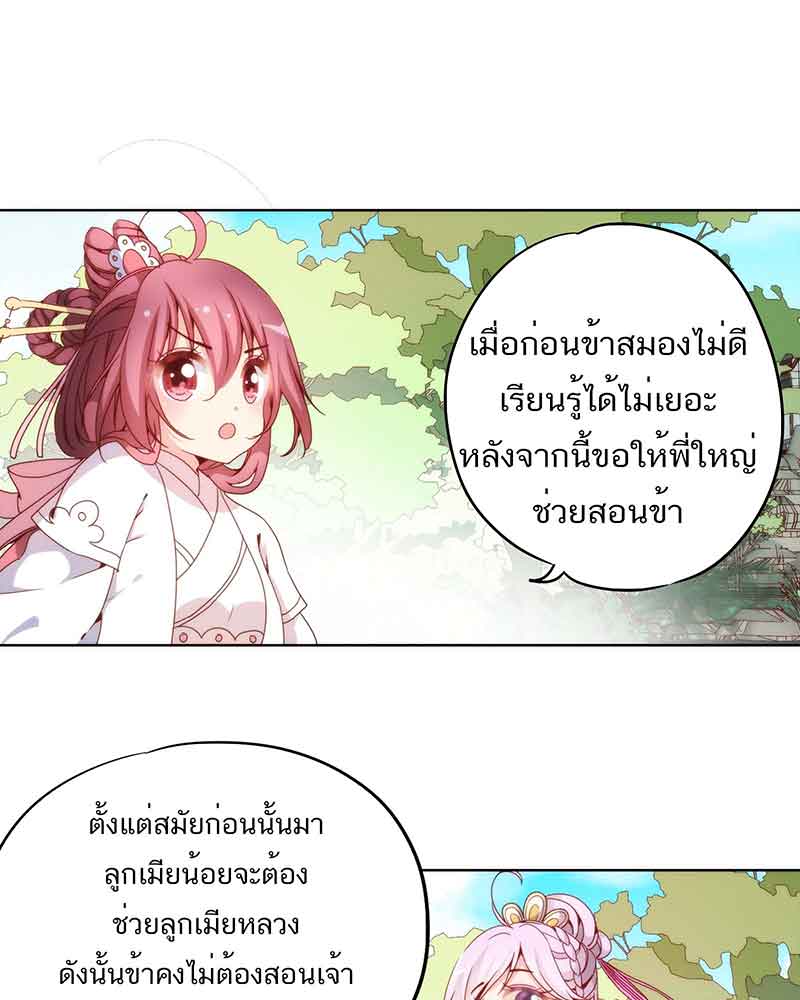 เมื่อก่อนข้าสมองไม่ดี
เรียนรู้ได้ไม่เยอะ
หลังจากนี้ขอให้พี่ใหญ่
ช่วยสอนข้า
ตั้งแต่สมัยก่อนนั้นมา
ลูกเมียน้อยจะต้อง
ช่วยลูกเมียหลวง
ดังนั้นข้าคงไม่ต้องสอนเจ้า